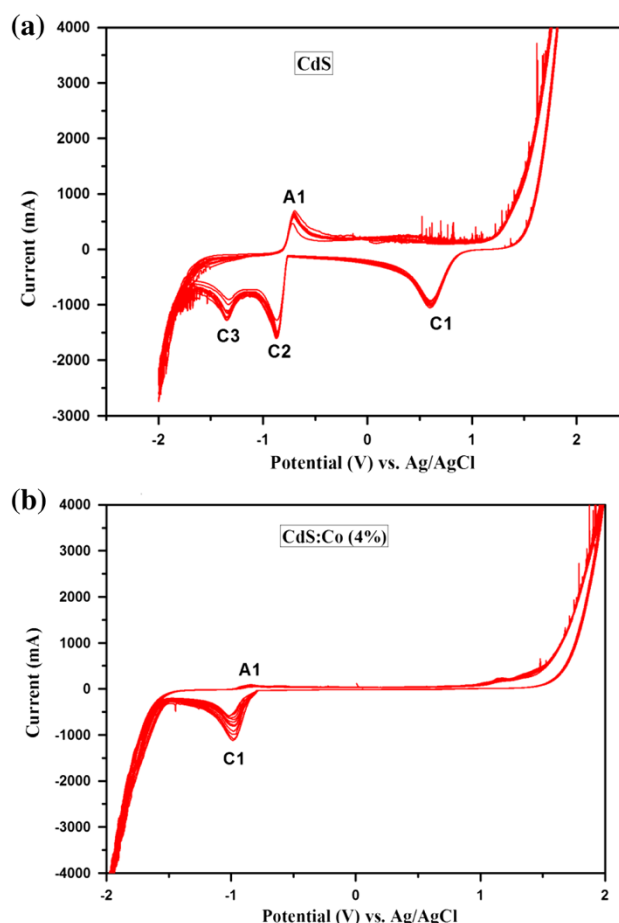 (a)
4000
CdS
3000
2000
Current (mA)
1000
A1
0
-1000
C3
C2
C1
-2000
-3000
-2
-1
0
1
2
Potential (V) vs. Ag/AgCl
(b)
4000
CdS:Co (4%)
3000
2000
Current (mA)
1000
A1
0
-1000
C1
-2000
-3000
-4000
-2
-1
0
1
2
Potential (V) vs. Ag/AgCl